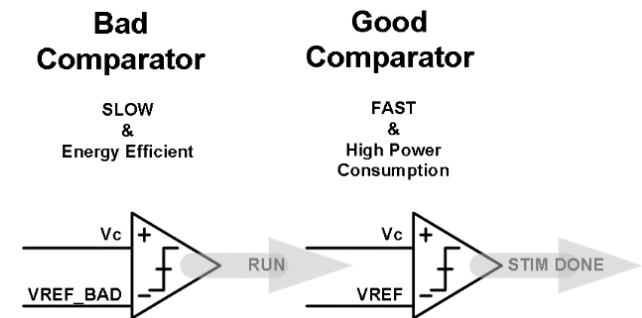 Bad
Comparator
SLOW
&
Energy Efficient
Vc
+
RUN
VREF_BAD
-
Good
Comparator
FAST
&
High Power
Consumption
Vc
+
STIM DONE
VREF
-